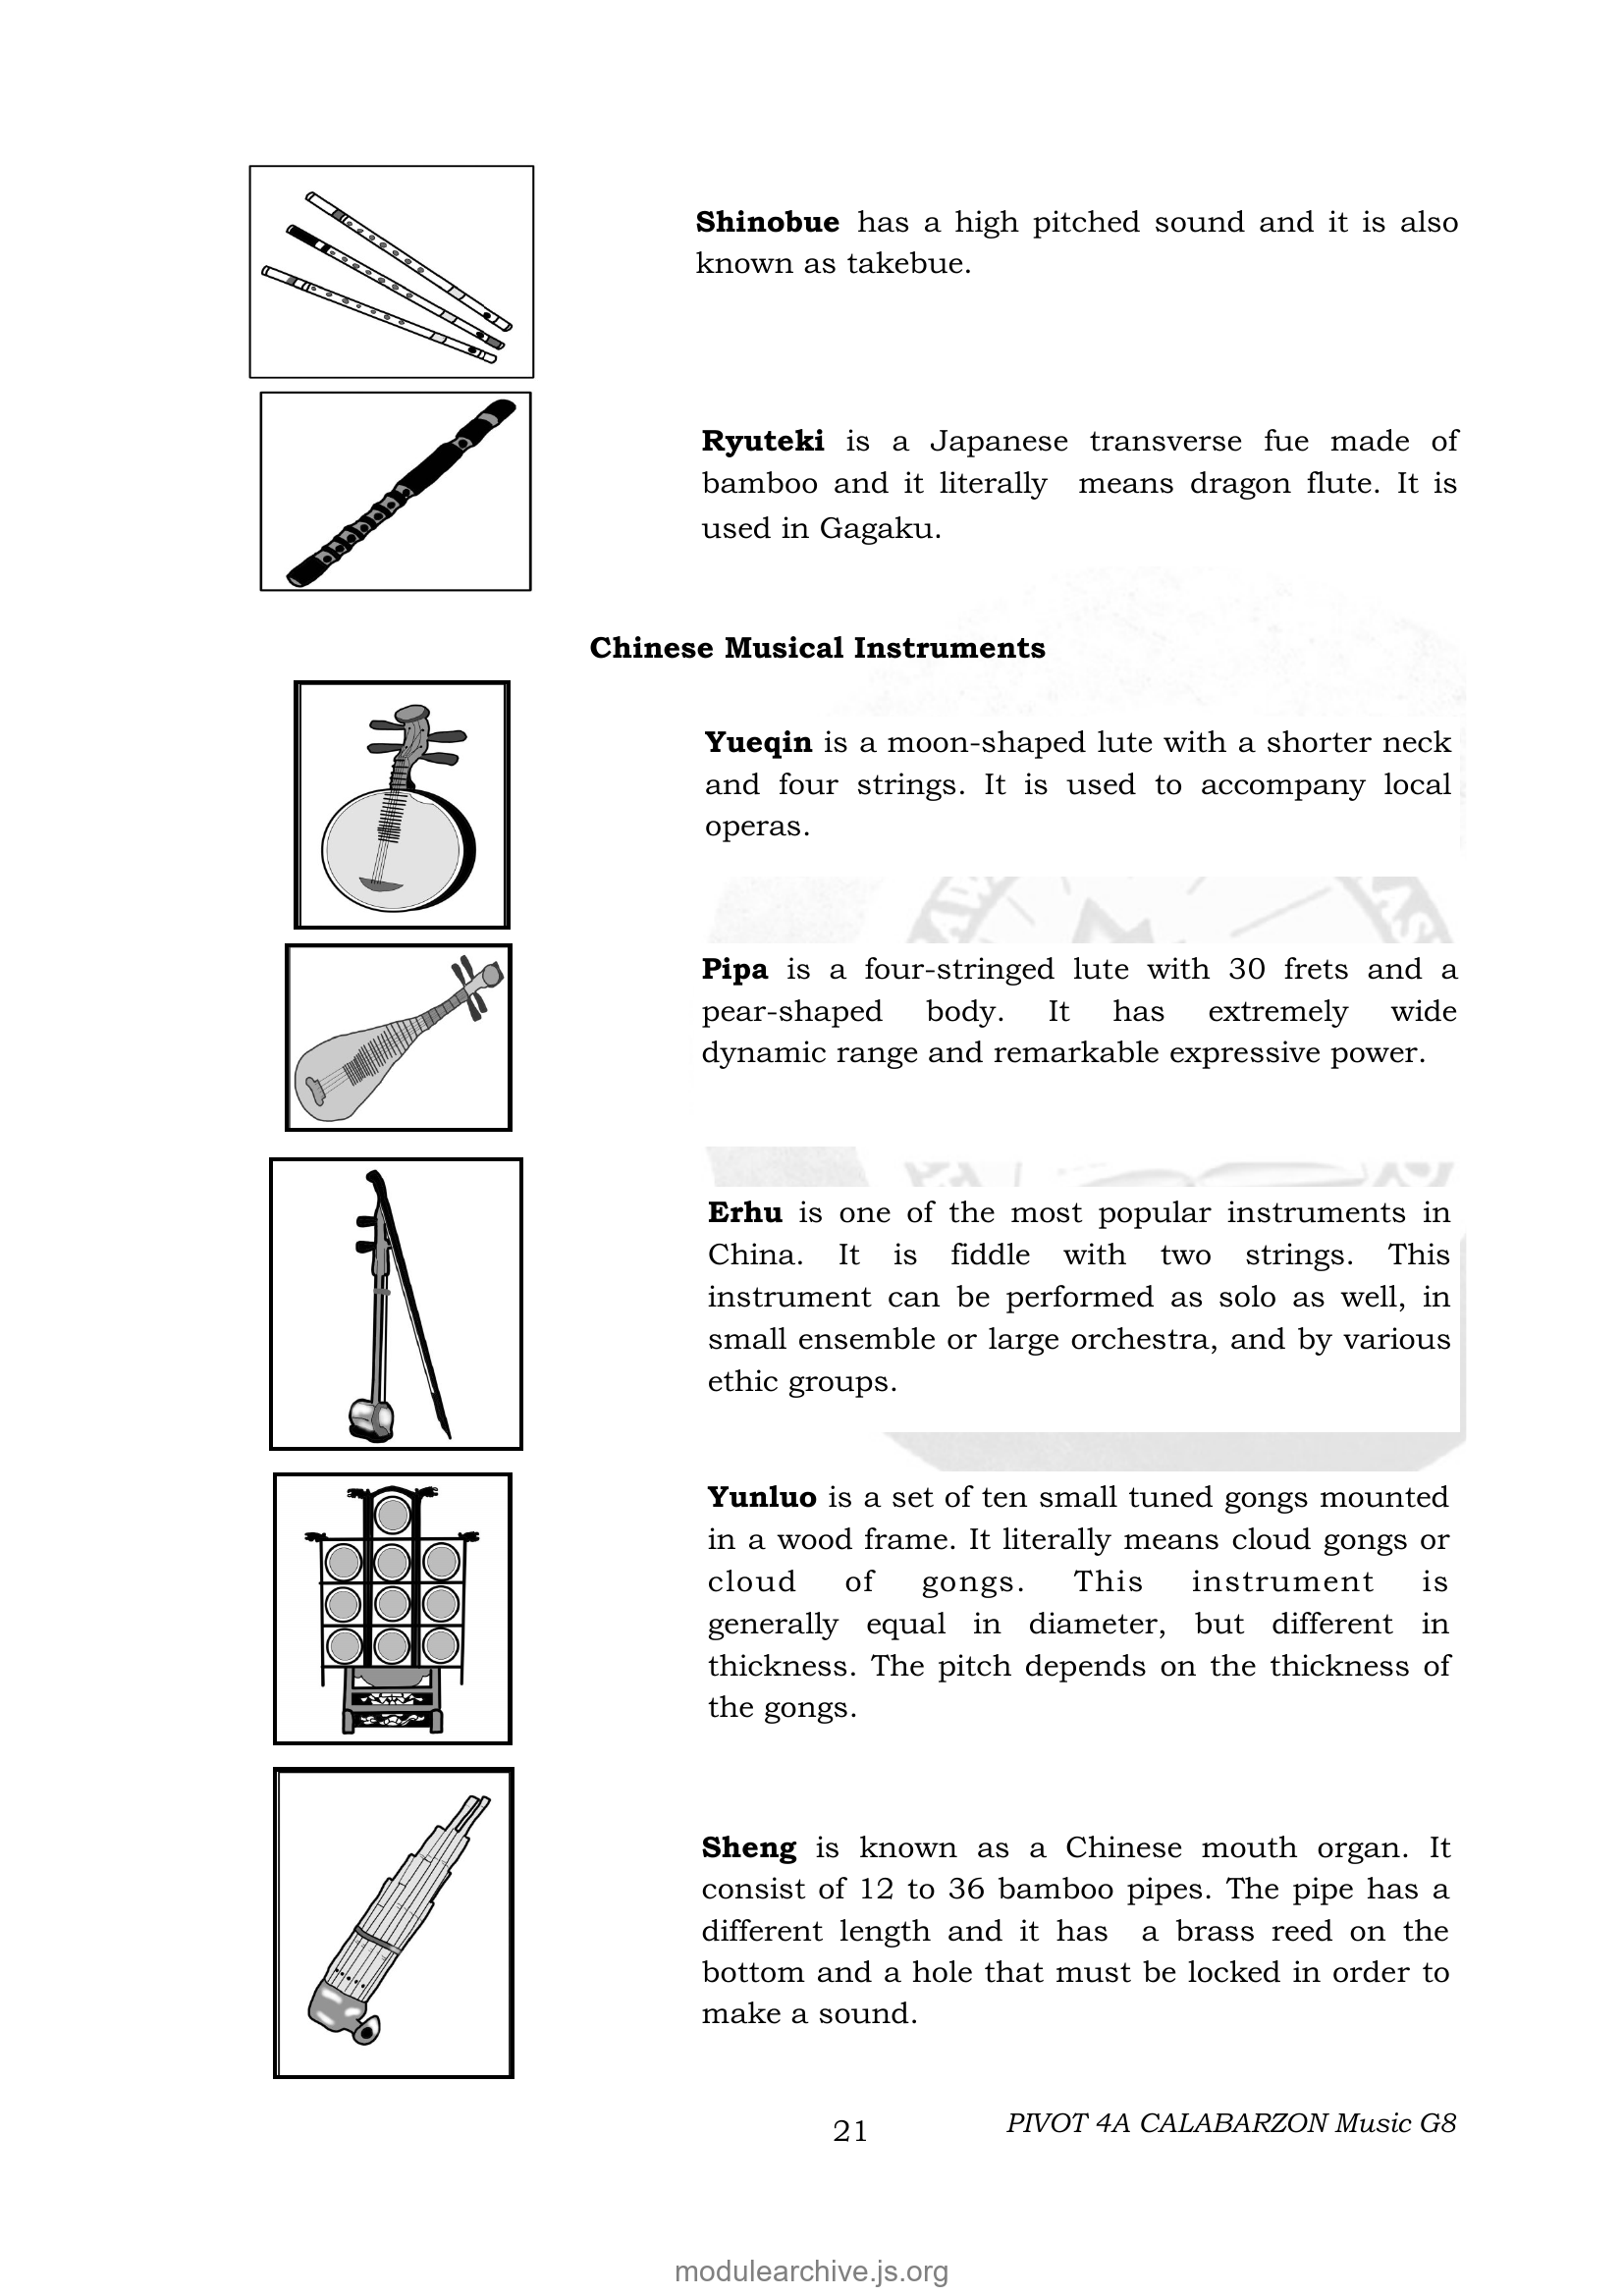 Shinobue has a high pitched sound and it is also
known as takebue.
Ryuteki is a Japanese transverse fue made of
bamboo and it literally means dragon flute. It is
used in Gagaku.
Chinese Musical Instruments
Yueqin is a moon-shaped lute with a shorter neck
and four strings. It is used to accompany local
operas.
Pipa is a four-stringed lute with 30 frets and a
pear-shaped body. It has extremely wide
dynamic range and remarkable expressive power.
Erhu is one of the most popular instruments in
China. It is fiddle with two strings. This
instrument can be performed as solo as well, in
small ensemble or large orchestra, and by various
ethic groups.
Yunluo is a set of ten small tuned gongs mounted
in a wood frame. It literally means cloud gongs or
cloud of gongs. This instrument is
generally equal in diameter, but different in
thickness. The pitch depends on the thickness of
the gongs.
Sheng is known as a Chinese mouth organ. It
consist of 12 to 36 bamboo pipes. The pipe has a
different length and it has a brass reed on the
bottom and a hole that must be locked in order to
make a sound.
21
PIVOT 4A CALABARZON Music G8
modulearchive.js.org